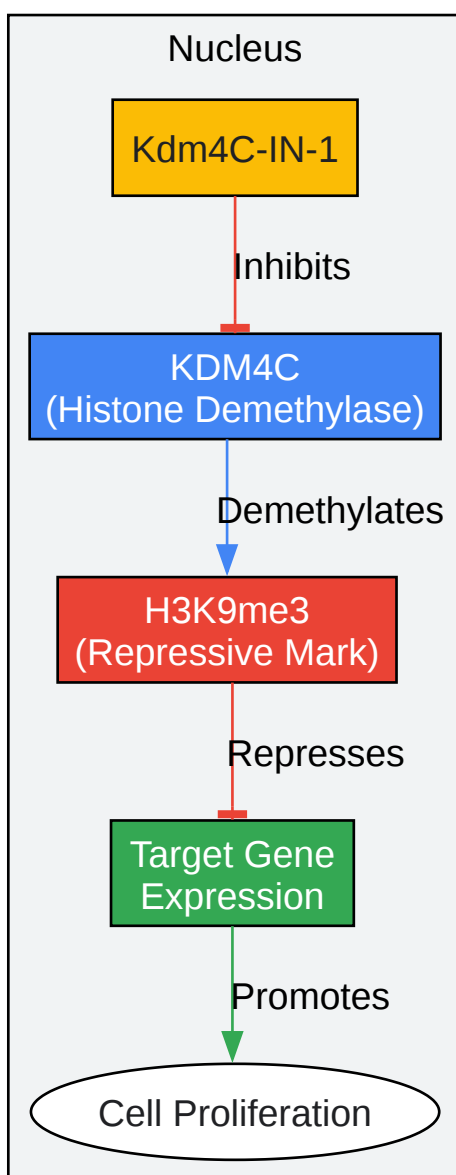 Nucleus
Kdm4C-IN-1
Inhibits
KDM4C
(Histone Demethylase)
Demethylates
H3K9me3
(Repressive Mark)
Represses
Target Gene
Expression
Promotes
Cell Proliferation